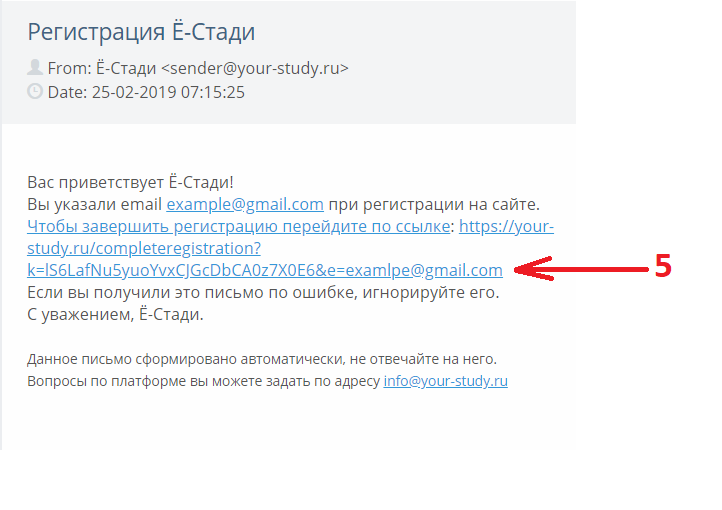 Регистрация Ё-Стади
From: Ё-Стади <sender@your-study.ru>
Date: 25-02-2019 07:15:25
Вас приветствует Ё-Стади!
Вы указали email example@gmail.com при регистрации на сайте.
Чтобы завершить регистрацию перейдите по ссылке: https://your-
study.ru/completeregistration?
k=lS6LafNu5yuoYvxCJGcDbCA0z7X0E6&e=examlpe@gmail.com
5
Если вы получили это письмо по ошибке, игнорируйте его.
С уважением, Ё-Стади.
Данное письмо сформировано автоматически, не отвечайте на него.
Вопросы по платформе вы можете задать по адресу info@your-study.ru